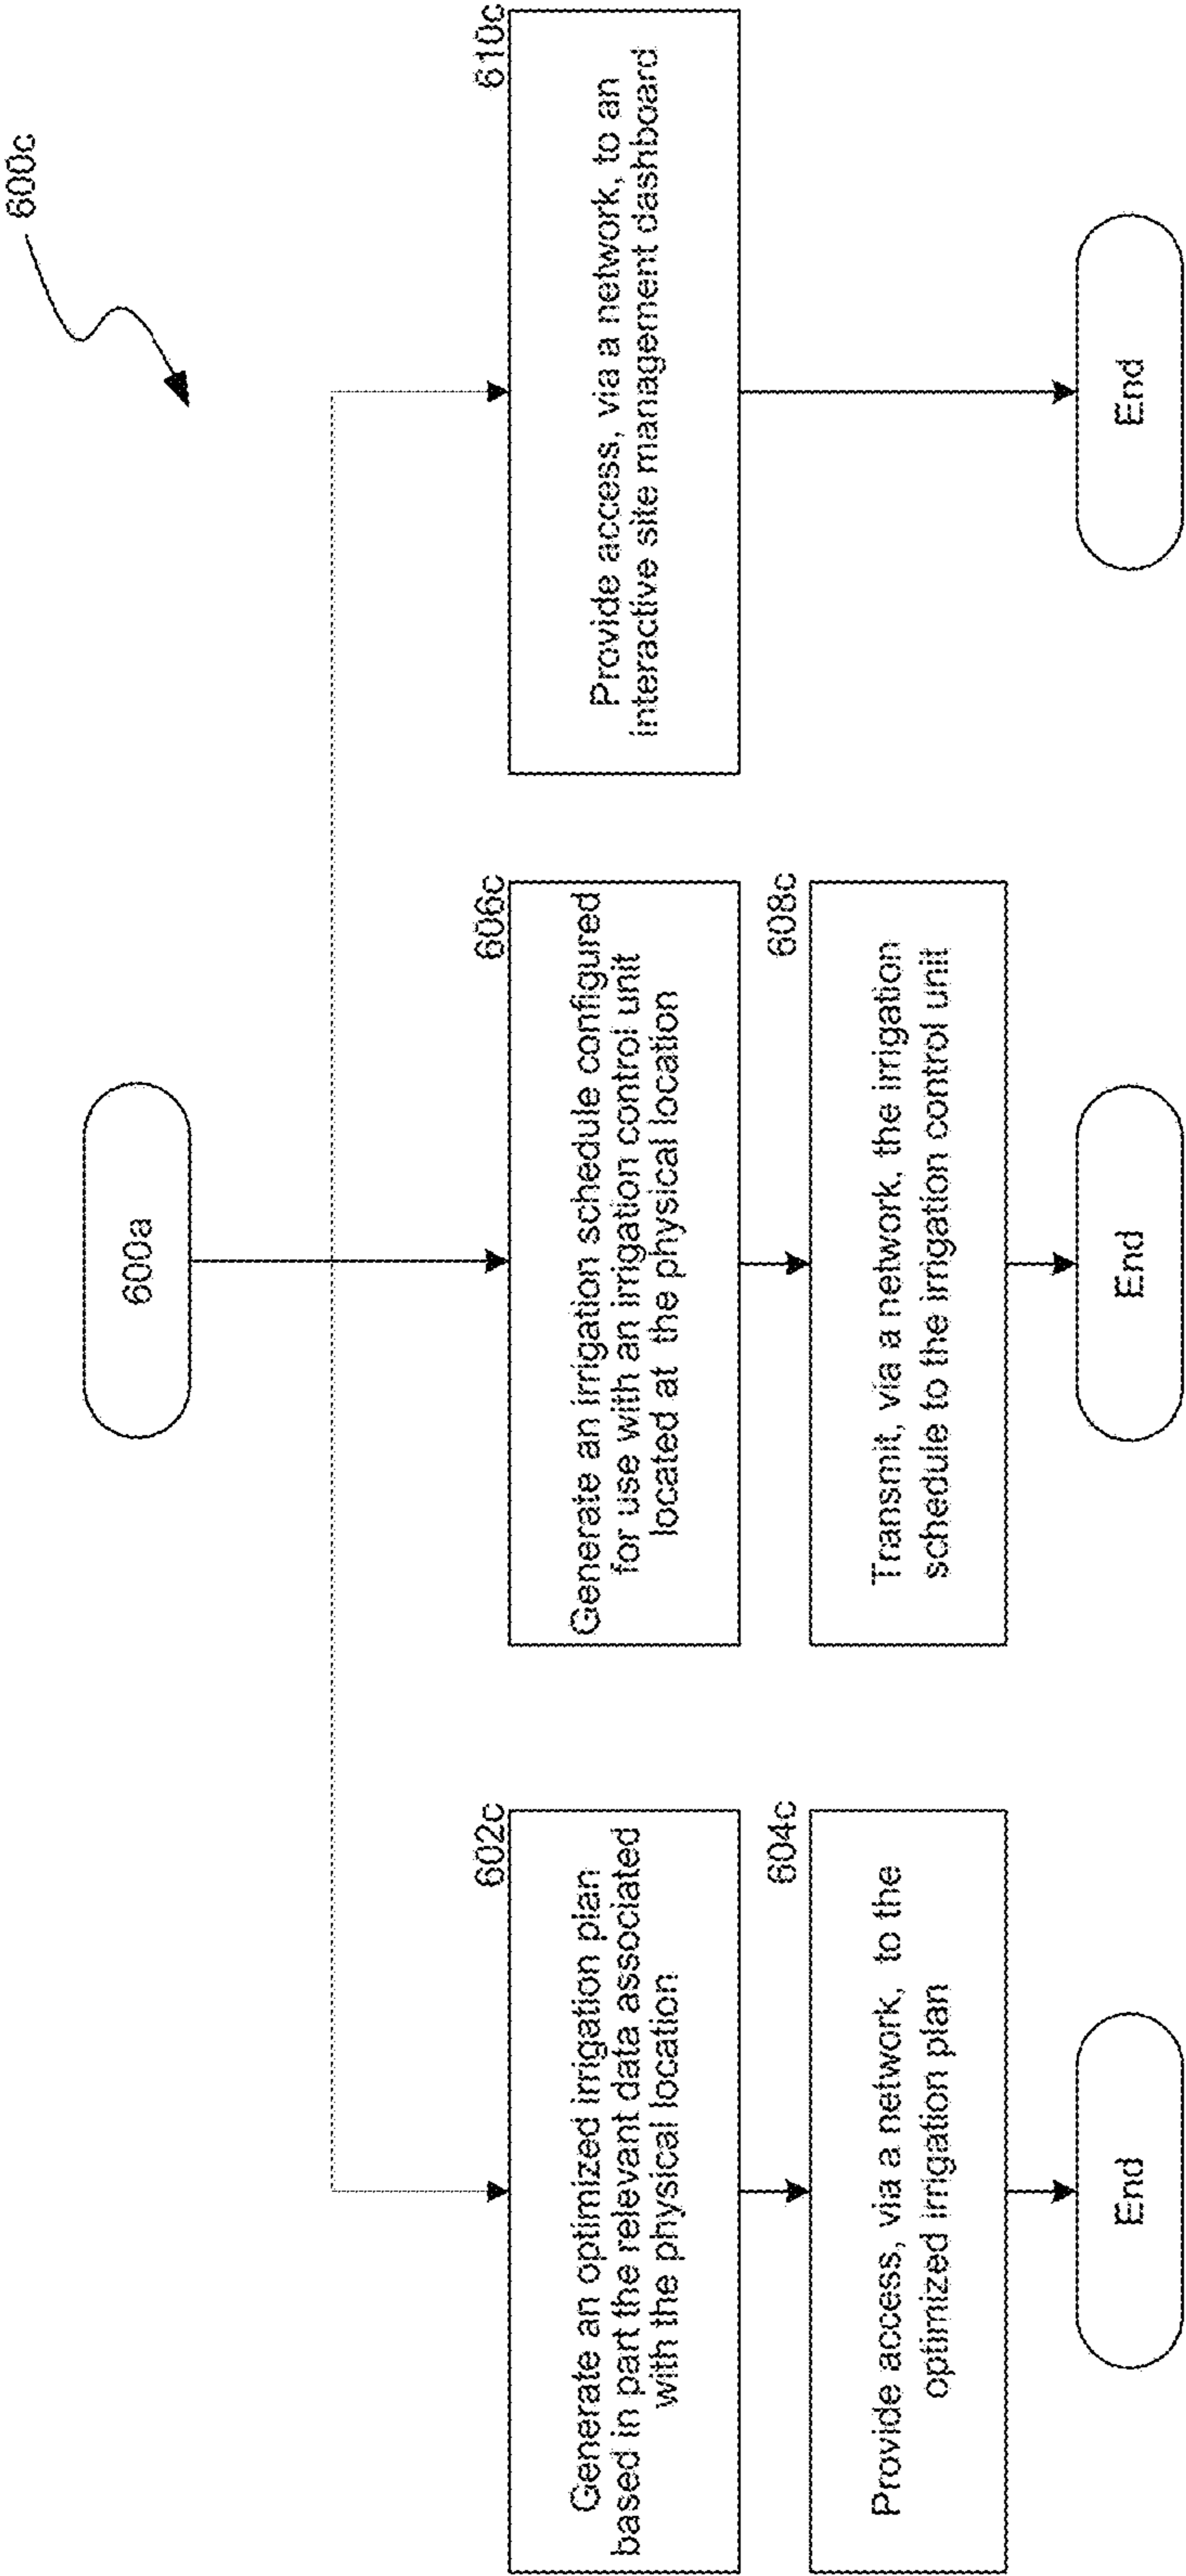 600c
600a
602c
Generate an optimized irrigation plan
based in part the relevant data associated
with the physical location
604c
Provide access, via a network, to the
optimized irrigation plan
End
606c
Generate an irrigation schedule configured
for use with an irrigation control unit
located at the physical location
608c
Transmit, via a network, the irrigation
schedule to the irrigation control unit
End
610c
Provide access, via a network, to an
interactive site management dashboard
End